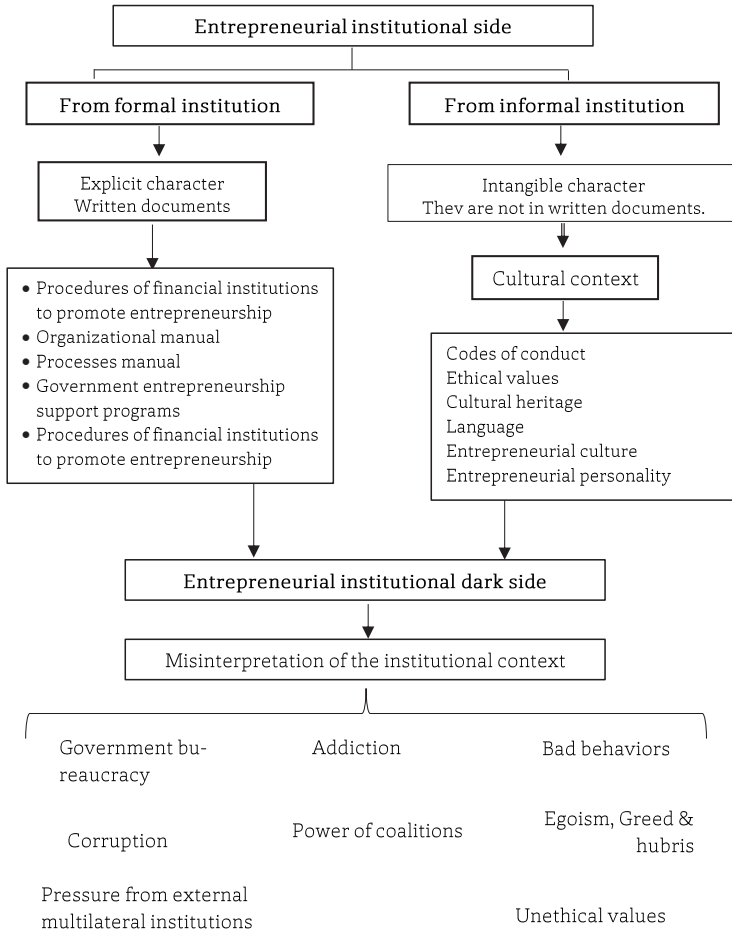 Entrepreneurial institutional side
From formal institution
From informal institution
Explicit character
Written documents
Intangible character
Thev are not in written documents.
Cultural context
• Procedures of financial institutions
to promote entrepreneurship
• Organizational manual
• Processes manual
• Government entrepreneurship
support programs
• Procedures of financial institutions
to promote entrepreneurship
Codes of conduct
Ethical values
Cultural heritage
Language
Entrepreneurial culture
Entrepreneurial personality
Entrepreneurial institutional dark side
Misinterpretation of the institutional context
Government bu-
reaucracy
Addiction
Bad behaviors
Corruption
Power of coalitions
Egoism, Greed &
hubris
Pressure from external
multilateral institutions
Unethical values